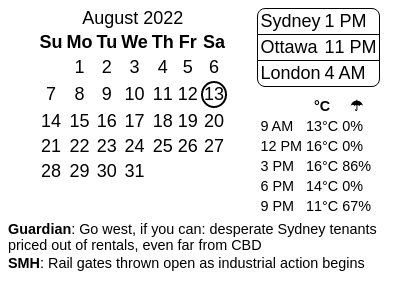 August 2022
Su Mo Tu We Th Fr Sa
1 2 3 4 5 6
7 8 9 10 11 12 13
14 15 16 17 18 19 20
21 22 23 24 25 26 27
28 29 30 31
Sydney 1 PM
Ottawa 11 PM
London 4 AM
°C ☂
9 AM 13°C 0%
12 PM 16°C 0%
3 PM 16°C 86%
6 PM 14°C 0%
9 PM 11°C 67%
Guardian: Go west, if you can: desperate Sydney tenants
priced out of rentals, even far from CBD
SMH: Rail gates thrown open as industrial action begins